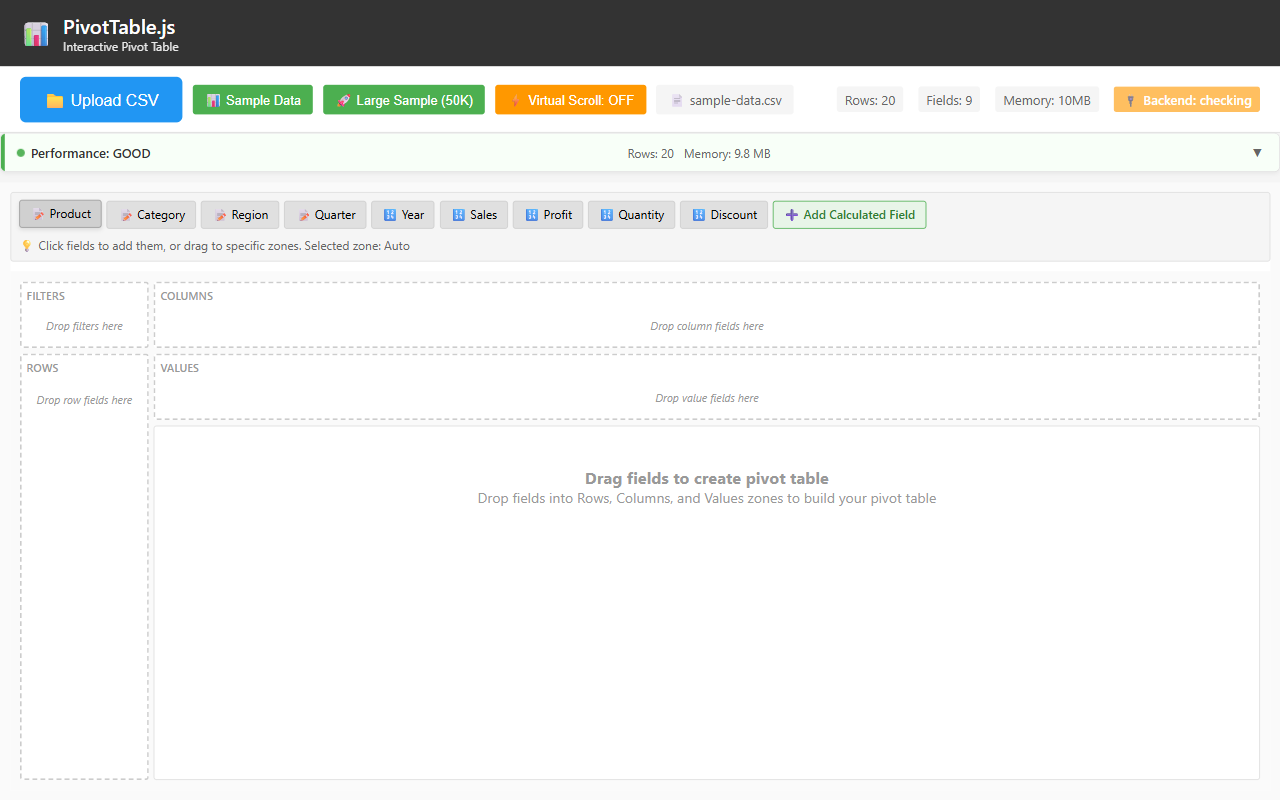 PivotTable.js
Interactive Pivot Table
Upload CSV
Sample Data
Large Sample (50K)
Virtual Scroll: OFF
sample-data.csv
Rows: 20
Fields: 9
Memory: 10MB
Backend: checking
Performance: GOOD
Rows: 20 Memory: 9.8 MB
Product
Category
Region
Quarter
Year
Sales
Profit
Quantity
Discount
Add Calculated Field
Click fields to add them, or drag to specific zones. Selected zone: Auto
FILTERS
Drop filters here
COLUMNS
Drop column fields here
ROWS
Drop row fields here
VALUES
Drop value fields here
Drag fields to create pivot table
Drop fields into Rows, Columns, and Values zones to build your pivot table